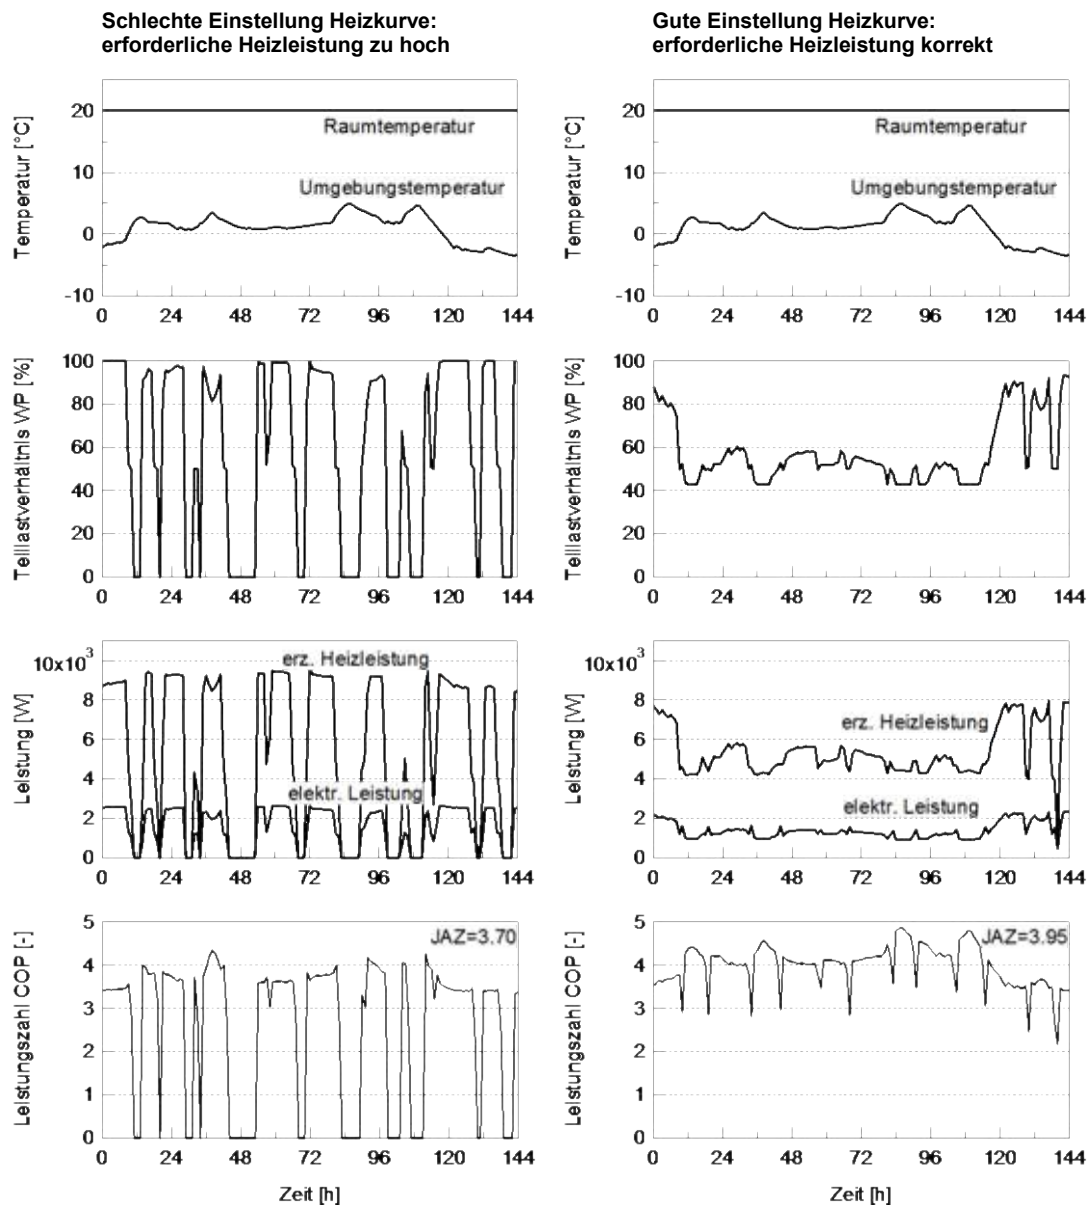 Schlechte Einstellung Heizkurve:
erforderliche Heizleistung zu hoch
Gute Einstellung Heizkurve:
erforderliche Heizleistung korrekt
Temperatur [°C]
20
10
0
-10
Raumtemperatur
Umgebungstemperatur
0 24 48 72 96 120 144
Temperatur [°C]
20
10
0
-10
Raumtemperatur
Umgebungstemperatur
0 24 48 72 96 120 144
Teillastverhältnis WP [%]
100
80
60
40
20
0
0 24 48 72 96 120 144
Teillastverhältnis WP [%]
100
80
60
40
20
0
0 24 48 72 96 120 144
Leistung [W]
10x10³
8
6
4
2
0
erz. Heizleistung
elektr. Leistung
0 24 48 72 96 120 144
Leistung [W]
10x10³
8
6
4
2
0
erz. Heizleistung
elektr. Leistung
0 24 48 72 96 120 144
Leistungszahl COP [-]
5
4
3
2
1
0
JAZ=3.70
0 24 48 72 96 120 144
Zeit [h]
Leistungszahl COP [-]
5
4
3
2
1
0
JAZ=3.95
0 24 48 72 96 120 144
Zeit [h]